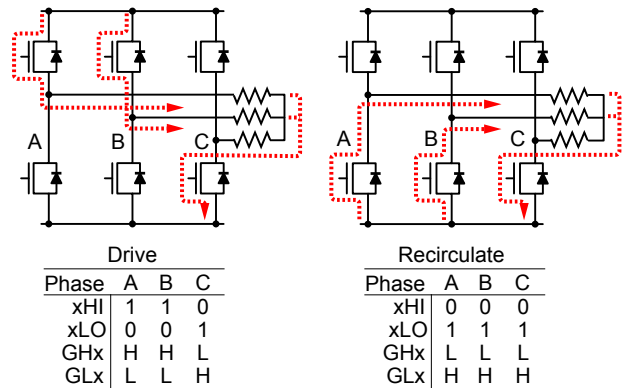 A B C
A B C
Drive
Phase A B C
xHI 1 1 0
xLO 0 0 1
GHx H H L
GLx L L H
Recirculate
Phase A B C
xHI 0 0 0
xLO 1 1 1
GHx L L L
GLx H H H